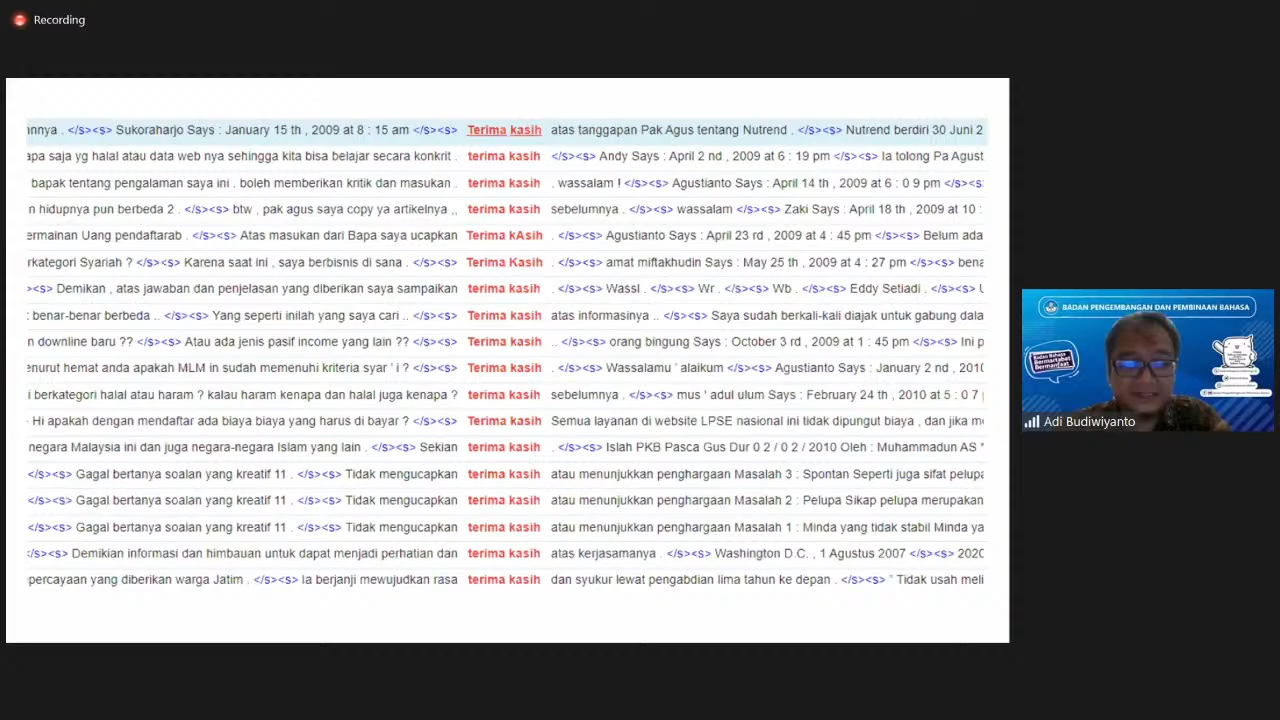 Recording
. </s><s> Sukoraharjo Says : January 15 th , 2009 at 8 : 15 am </s><s> Terima kasih atas tanggapan Pak Agus tentang Nutrend . </s><s> Nutrend berdiri 30 Juni 2
apa saja yg halal atau data web nya sehingga kita bisa belajar secara konkrit . terima kasih </s><s> Andy Says : April 2 nd , 2009 at 6 : 19 pm </s><s> Ia tolong Pa Agust
bapak tentang pengalaman saya ini . boleh memberikan kritik dan masukan . terima kasih . wassalam ! </s><s> Agustianto Says : April 14 th , 2009 at 6 : 0 9 pm </s><s>
n hidupnya pun berbeda 2 . </s><s> btw , pak agus saya copy ya artikelnya ,, terima kasih sebelumnya . </s><s> wassalam </s><s> Zaki Says : April 18 th , 2009 at 10 :
ermainan Uang pendaftarab . </s><s> Atas masukan dari Bapa saya ucapkan Terima kAsih . </s><s> Agustianto Says : April 23 rd , 2009 at 4 : 45 pm </s><s> Belum ada
rkategori Syariah ? </s><s> Karena saat ini , saya berbisnis di sana . </s><s> Terima Kasih . </s><s> amat miftakhudin Says : May 25 th , 2009 at 4 : 27 pm </s><s> bena
><s> Demikan , atas jawaban dan penjelasan yang diberikan saya sampaikan terima kasih . </s><s> Wassl . </s><s> Wr . </s><s> Wb . </s><s> Eddy Setiadi . </s><s>
benar-benar berbeda .. </s><s> Yang seperti inilah yang saya cari .. </s><s> Terima kasih atas informasinya .. </s><s> Saya sudah berkali-kali diajak untuk gabung dala
n downline baru ?? </s><s> Atau ada jenis pasif income yang lain ?? </s><s> Terima kasih .. </s><s> orang bingung Says : October 3 rd , 2009 at 1 : 45 pm </s><s> Ini p
enurut hemat anda apakah MLM in sudah memenuhi kriteral syar ' i ? </s><s> Terima kasih . </s><s> Wassalamu ' alaikum </s><s> Agustianto Says : January 2 nd , 2010
i berkategori halal atau haram ? kalau haram kenapa dan halal juga kenapa ? terima kasih sebelumnya . </s><s> mus ' adul ulum Says : February 24 th , 2010 at 5 : 0 7
Hi apakah dengan mendaftar ada biaya biaya yang harus di bayar ? </s><s> Terima kasih Semua layanan di website LPSE nasional ini tidak dipungut biaya , dan jika me
negara Malaysia ini dan juga negara-negara Islam yang lain . </s><s> Sekian terima kasih . </s><s> Islah PKB Pasca Gus Dur 0 2 / 0 2 / 2010 Oleh : Muhammadun AS "
</s><s> Gagal bertanya soalan yang kreatif 11 . </s><s> Tidak mengucapkan terima kasih atau menunjukkan penghargaan Masalah 3 : Spontan Seperti juga sifat pelupa
</s><s> Gagal bertanya soalan yang kreatif 11 . </s><s> Tidak mengucapkan terima kasih atau menunjukkan penghargaan Masalah 2 : Pelupa Sikap pelupa merupakan
</s><s> Gagal bertanya soalan yang kreatif 11 . </s><s> Tidak mengucapkan terima kasih atau menunjukkan penghargaan Masalah 1 : Minda yang tidak stabil Minda ya
/s><s> Demikian informasi dan himbauan untuk dapat menjadi perhatian dan terima kasih atas kerjasamanya . </s><s> Washington D.C. , 1 Agustus 2007 </s><s> 2020
percayaan yang diberikan warga Jatim . </s><s> Ia berjanji mewujudkan rasa terima kasih dan syukur lewat pengabdian lima tahun ke depan . </s><s> " Tidak usah meli
BADAN PENGEMBANGAN DAN PEMBINAAN BAHASA
Badan Bahasa
Bermartabat
Bermanfaat
Adi Budiwiyanto